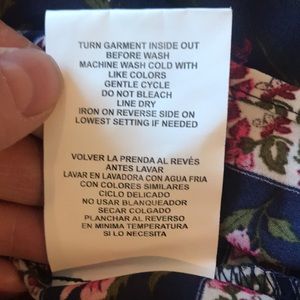 TURN GARMENT INSIDE OUT
BEFORE WASH
MACHINE WASH COLD WITH
LIKE COLORS
GENTLE CYCLE
DO NOT BLEACH
LINE DRY
IRON ON REVERSE SIDE ON
LOWEST SETTING IF NEEDED
VOLVER LA PRENDA AL REVÉS
ANTES LAVAR
LAVAR EN LAVADORA CON AGUA FRIA
CON COLORES SIMILARES
CICLO DELICADO
NO USAR BLANQUEADOR
SECAR COLGADO
PLANCHAR AL REVERSO
EN MINIMA TEMPERATURA
SI LO NECESITA